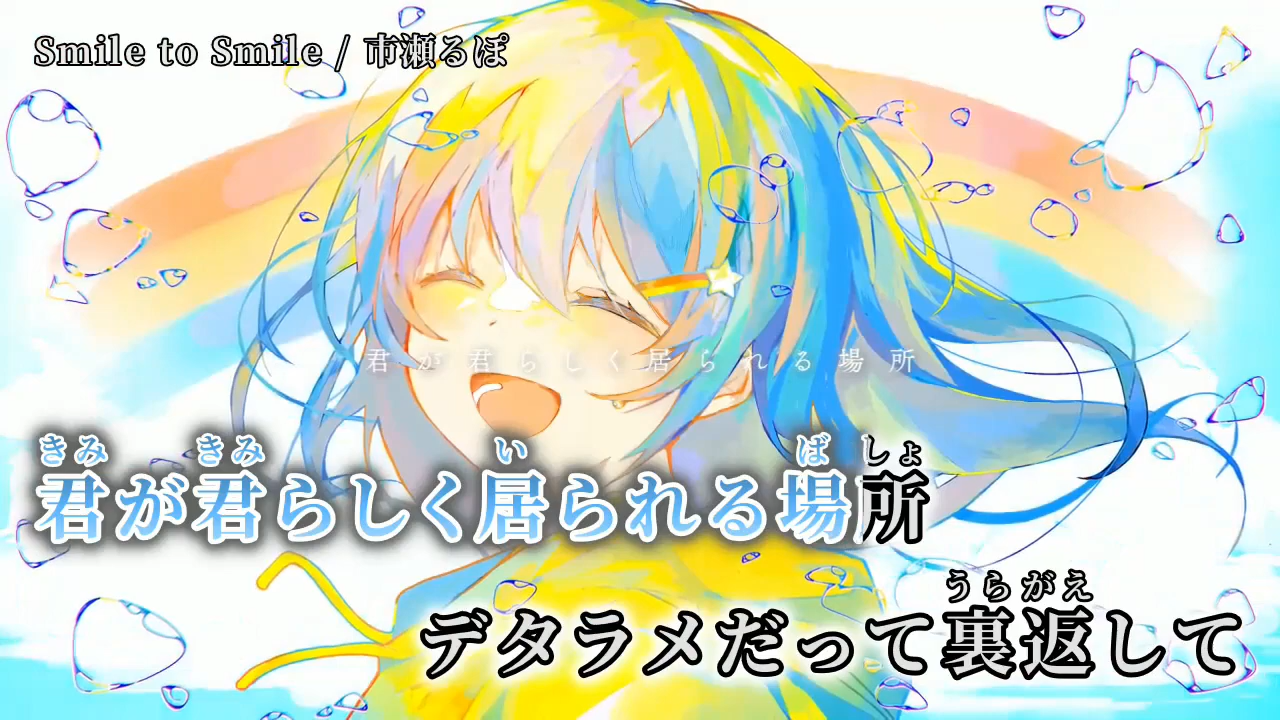 Smile to Smile / 市瀬るぽ
君が君らしく居られる場所
きみ きみ い ば しょ
君が君らしく居られる場所
うらがえ
デタラメだって裏返して